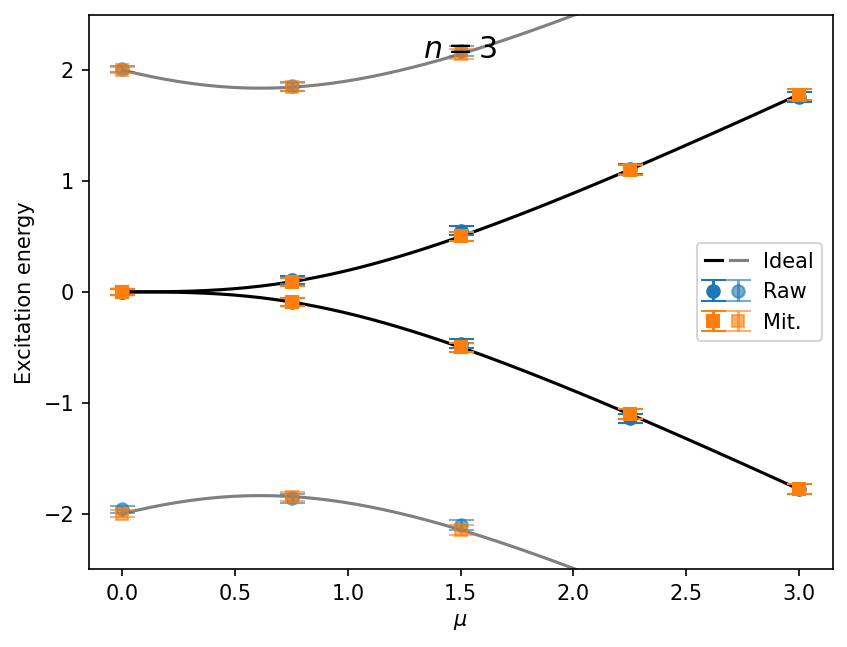 n = 3
2
1
0
−1
−2
Excitation energy
Ideal
Raw
Mit.
0.0 0.5 1.0 1.5 2.0 2.5 3.0
μ